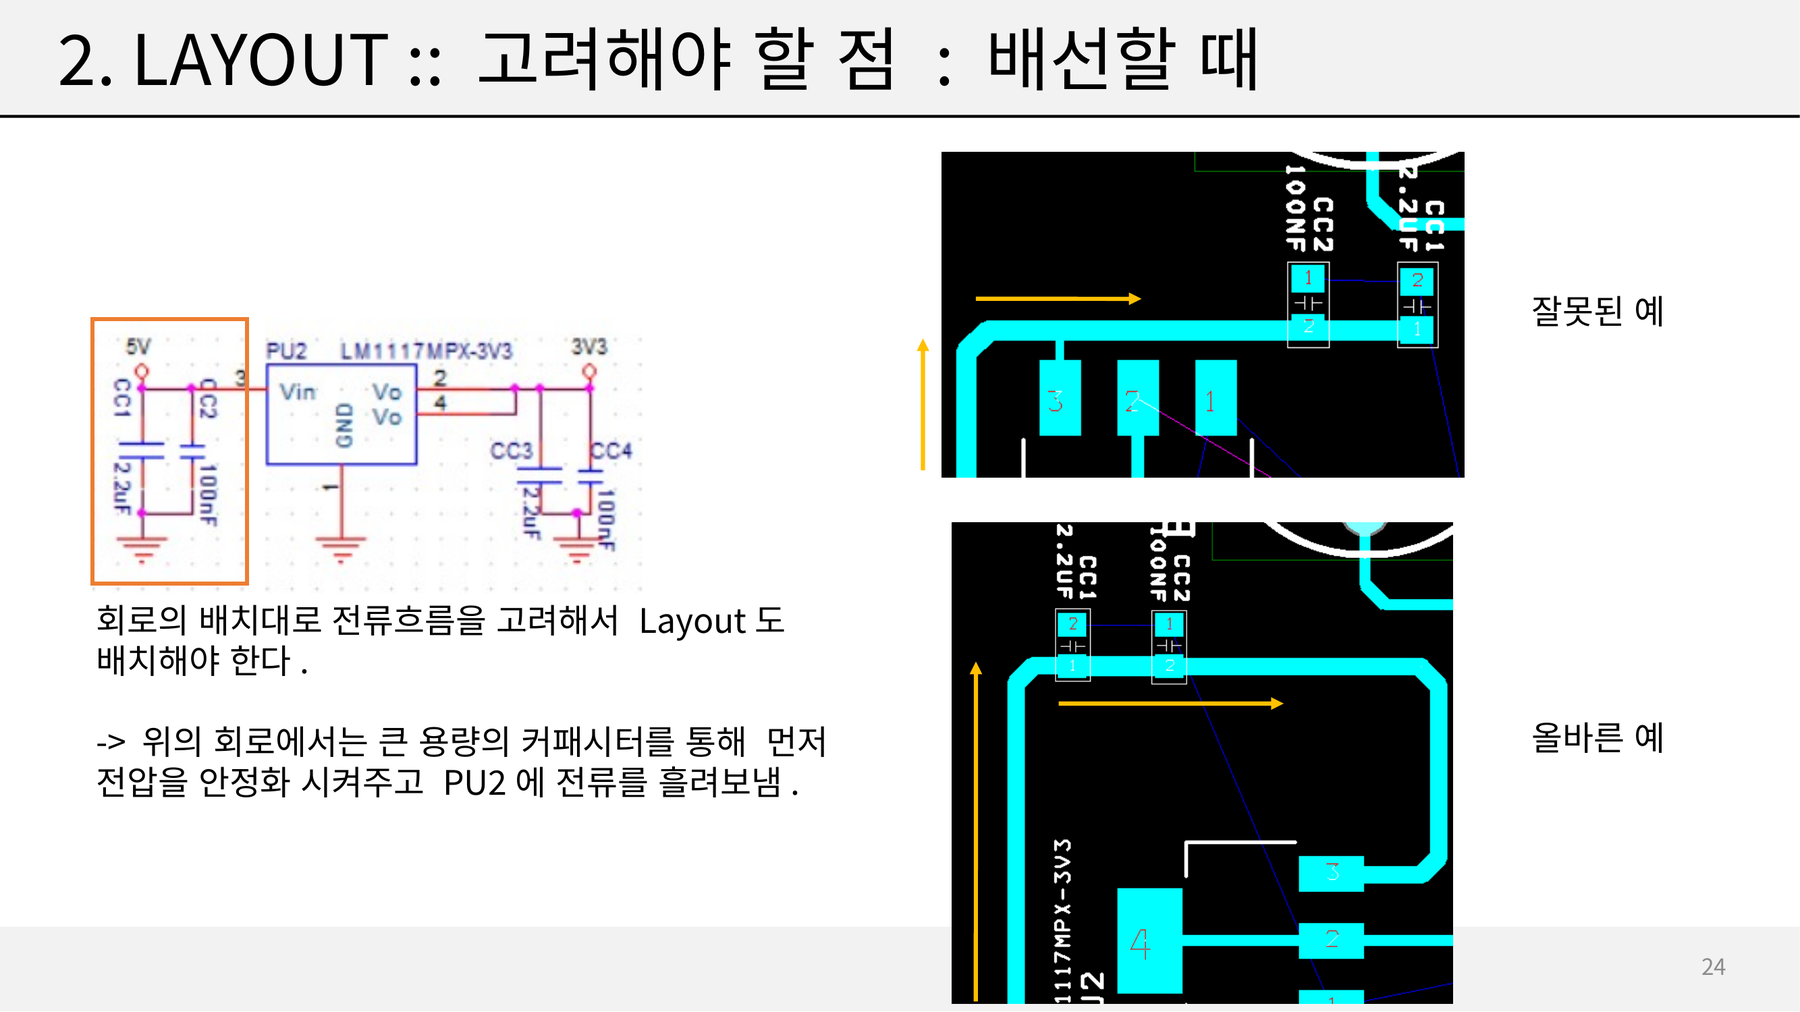 2. LAYOUT :: 고려해야 할 점 : 배선할 때
5V
PU2
LM1117MPX-3V3
3V3
CC1
CC2
3
Vin
Vo
2
Vo
4
GND
1
2.2uF
100nF
CC3
CC4
2.2uF
100nF
회로의 배치대로 전류흐름을 고려해서 Layout 도
배치해야 한다 .
-> 위의 회로에서는 큰 용량의 커패시터를 통해 먼저
전압을 안정화 시켜주고 PU2 에 전류를 흘려보냄 .
100NF
CC2
2.2UF
CC1
1
2
2
1
3
2
1
잘못된 예
2.2UF
CC1
100NF
CC2
2
1
1
2
3
4
2
1
1117MPX-3V3
U2
올바른 예
24